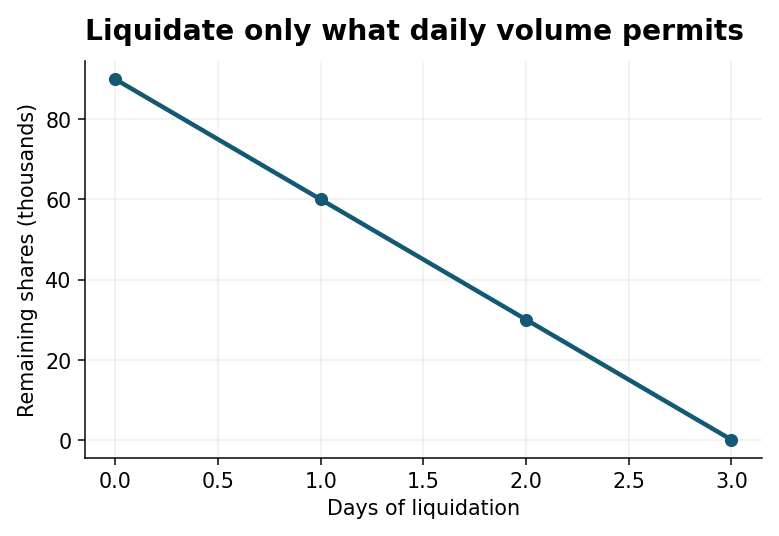 Liquidate only what daily volume permits
Remaining shares (thousands)
80
60
40
20
0
0.0 0.5 1.0 1.5 2.0 2.5 3.0
Days of liquidation